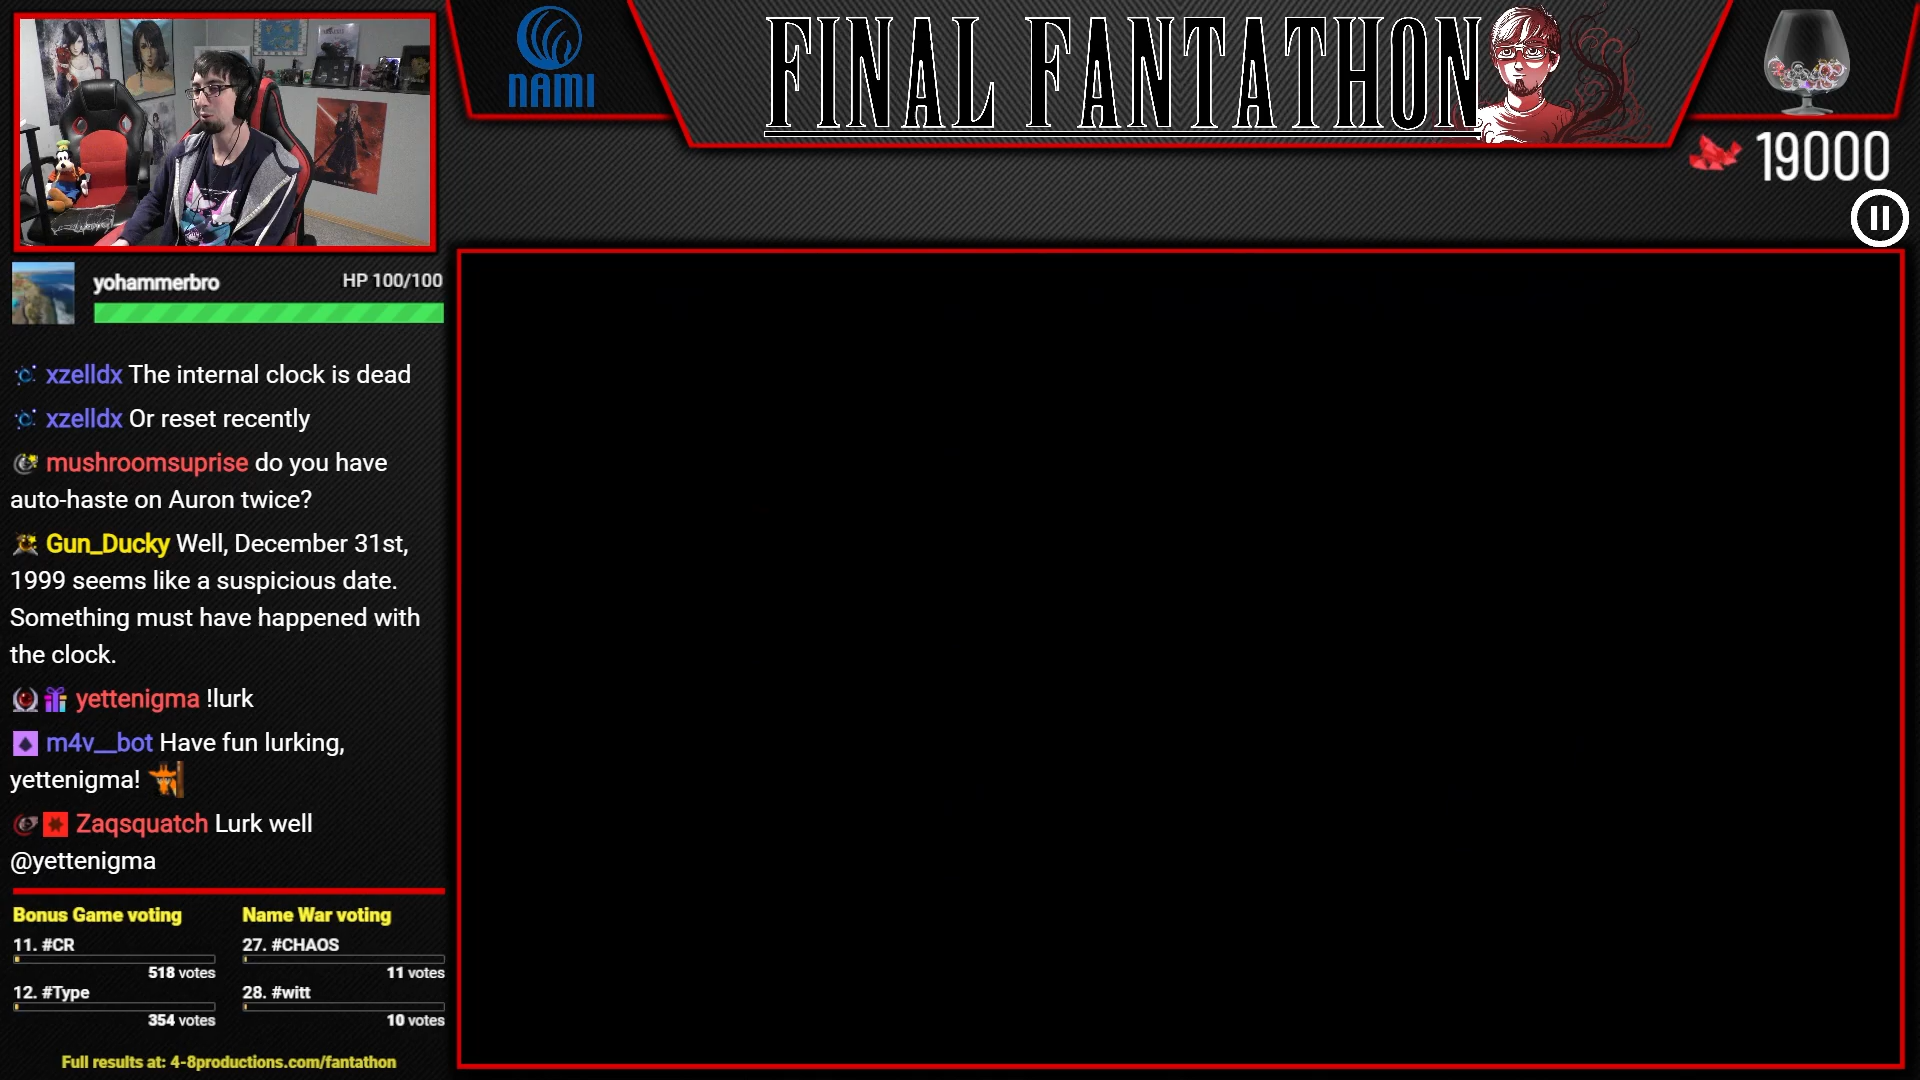 NAMI
FINAL FANTATHON
19000
yohammerbro
HP 100/100
xzelldx The internal clock is dead
xzelldx Or reset recently
mushroomsuprise do you have
auto-haste on Auron twice?
Gun_Ducky Well, December 31st,
1999 seems like a suspicious date.
Something must have happened with
the clock.
yettenigma !lurk
m4v__bot Have fun lurking,
yettenigma!
Zaqsquatch Lurk well
@yettenigma
Bonus Game voting
11. #CR
518 votes
12. #Type
354 votes
Name War voting
27. #CHAOS
11 votes
28. #witt
10 votes
Full results at: 4-8productions.com/fantathon